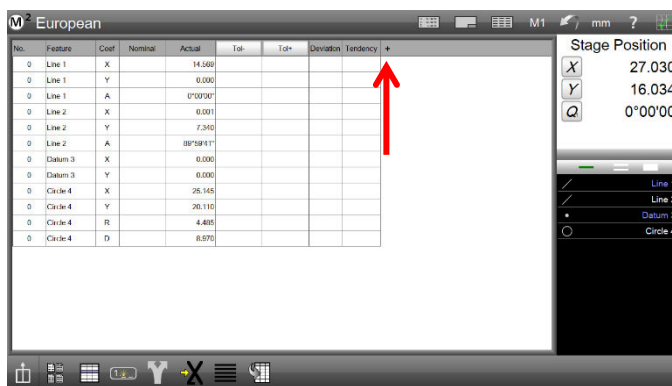 M² European M1 mm ?
No. Feature Coef Nominal Actual Tol- Tol+ Deviation Tendency +
0 Line 1 X 14.569
0 Line 1 Y 0.000
0 Line 1 A 0°00'00"
0 Line 2 X 0.001
0 Line 2 Y 7.340
0 Line 2 A 89°59'41"
0 Datum 3 X 0.000
0 Datum 3 Y 0.000
0 Circle 4 X 25.145
0 Circle 4 Y 20.110
0 Circle 4 R 4.485
0 Circle 4 D 8.970
Stage Position
X 27.030
Y 16.034
Q 0°00'00
Line
Line
Datum
Circle